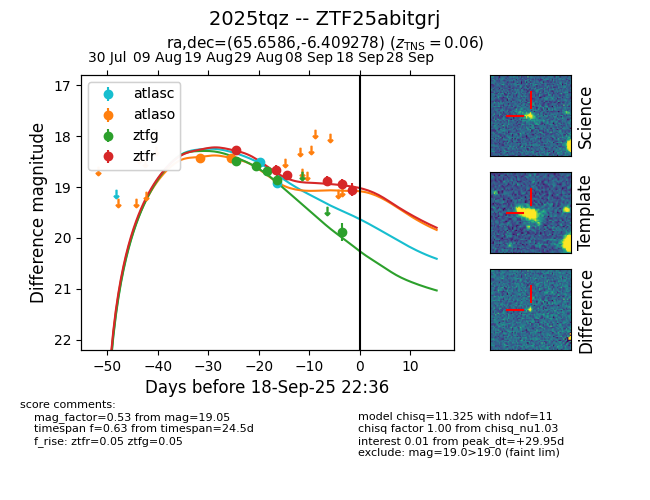 2025tqz -- ZTF25abitgrj
ra,dec=(65.6586,-6.409278) (z_TNS = 0.06)
30 Jul 09 Aug 19 Aug 29 Aug 08 Sep 18 Sep 28 Sep
atlasc
atlaso
ztfg
ztfr
17
18
19
20
21
22
Difference magnitude
−50 −40 −30 −20 −10 0 10
Days before 18-Sep-25 22:36
Science
Template
Difference
score comments:
mag_factor=0.53 from mag=19.05
timespan f=0.63 from timespan=24.5d
f_rise: ztfr=0.05 ztfg=0.05
model chisq=11.325 with ndof=11
chisq factor 1.00 from chisq_nu1.03
interest 0.01 from peak_dt=+29.95d
exclude: mag=19.0>19.0 (faint lim)